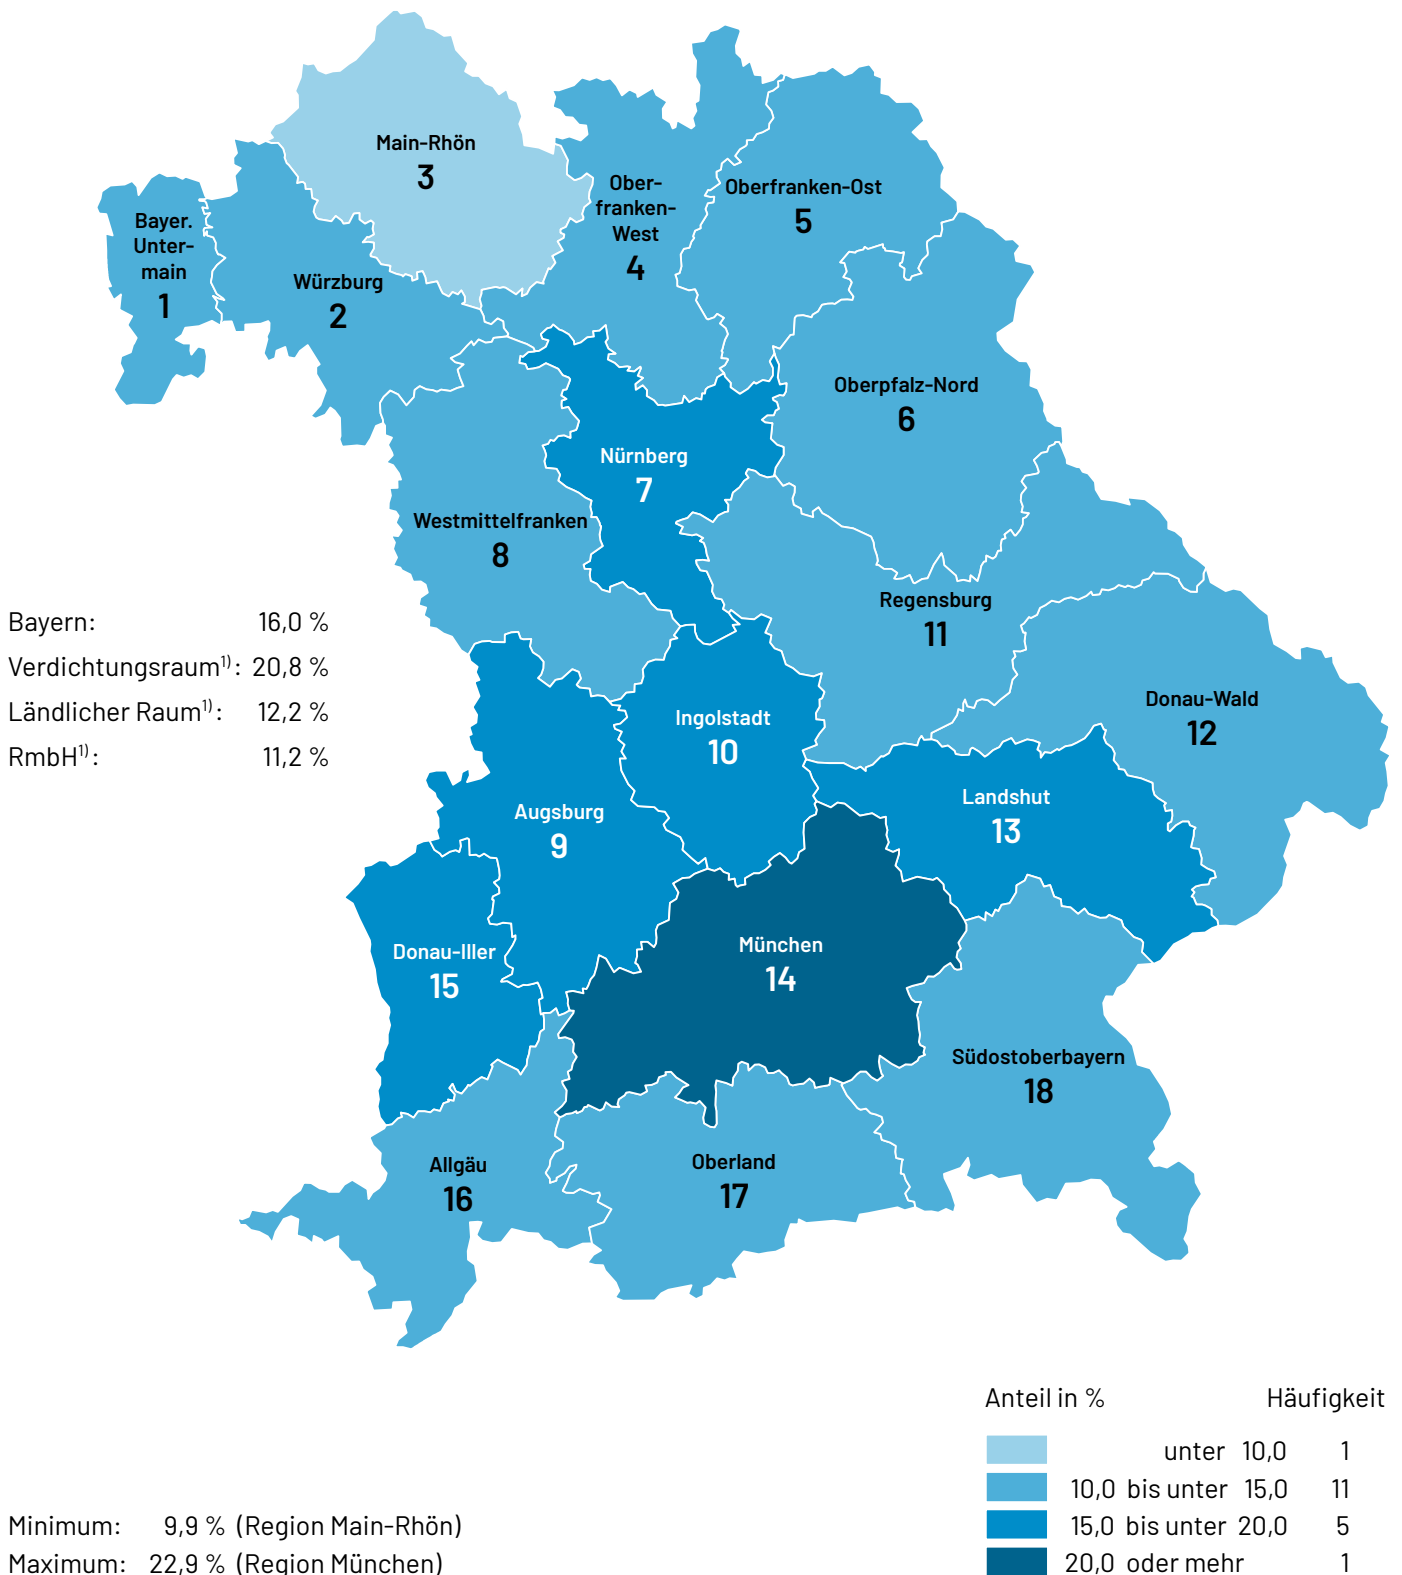 Main-Rhön
3
Ober-
franken-
West
4
Oberfranken-Ost
5
Bayer.
Unter-
main
1
Würzburg
2
Oberpfalz-Nord
6
Nürnberg
7
Westmittelfranken
8
Regensburg
11
Bayern: 16,0 %
Verdichtungsraum¹⁾: 20,8 %
Ländlicher Raum¹⁾: 12,2 %
RmbH¹⁾: 11,2 %
Donau-Wald
12
Ingolstadt
10
Landshut
13
Augsburg
9
München
14
Donau-Iller
15
Südostoberbayern
18
Allgäu
16
Oberland
17
Anteil in % Häufigkeit
unter 10,0 1
10,0 bis unter 15,0 11
15,0 bis unter 20,0 5
20,0 oder mehr 1
Minimum: 9,9 % (Region Main-Rhön)
Maximum: 22,9 % (Region München)